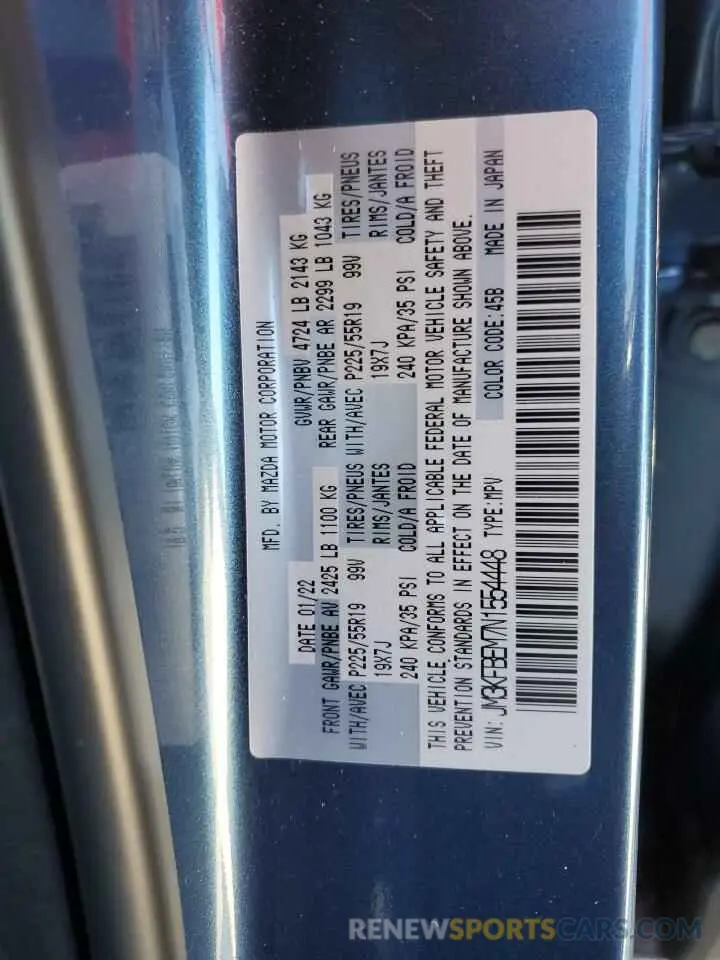 MFD. BY MAZDA MOTOR CORPORATION
DATE 01/22 GVWR/PNBV 4724 LB 2143 KG
FRONT GAWR/PNBE AV 2425 LB 1100 KG REAR GAWR/PNBE AR 2299 LB 1043 KG
WITH/AVEC P225/55R19 99V TIRES/PNEUS WITH/AVEC P225/55R19 99V TIRES/PNEUS
19X7J RIMS/JANTES 19X7J RIMS/JANTES
240 KPA/35 PSI COLD/A FROID 240 KPA/35 PSI COLD/A FROID
THIS VEHICLE CONFORMS TO ALL APPLICABLE FEDERAL MOTOR VEHICLE SAFETY AND THEFT
PREVENTION STANDARDS IN EFFECT ON THE DATE OF MANUFACTURE SHOWN ABOVE.
VIN: JM3KFBEM7N1554448 TYPE:MPV COLOR CODE:45B MADE IN JAPAN
RENEWSPORTSCARS.COM